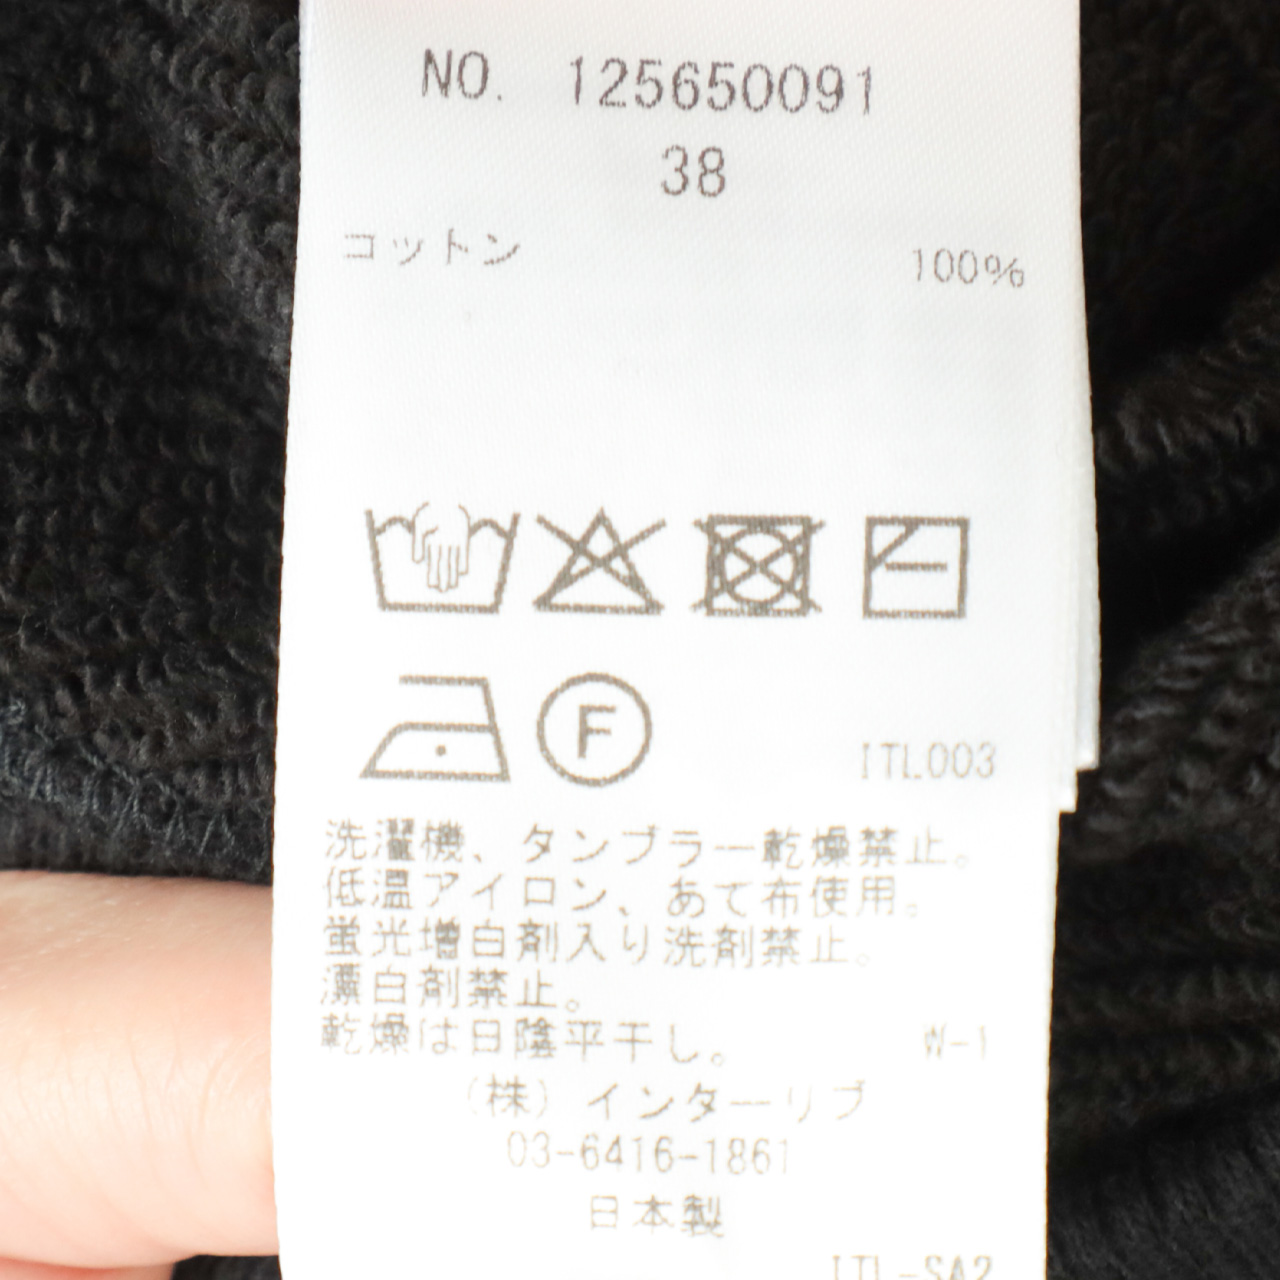 NO. 125650091
38
コットン 100%
F
ITL003
洗濯機、タンブラー乾燥禁止。
低温アイロン、あて布使用。
蛍光増白剤入り洗剤禁止。
漂白剤禁止。
乾燥は日陰平干し。 W-1
(株) インターリブ
03-6416-1861
日本製
ITL-SA2